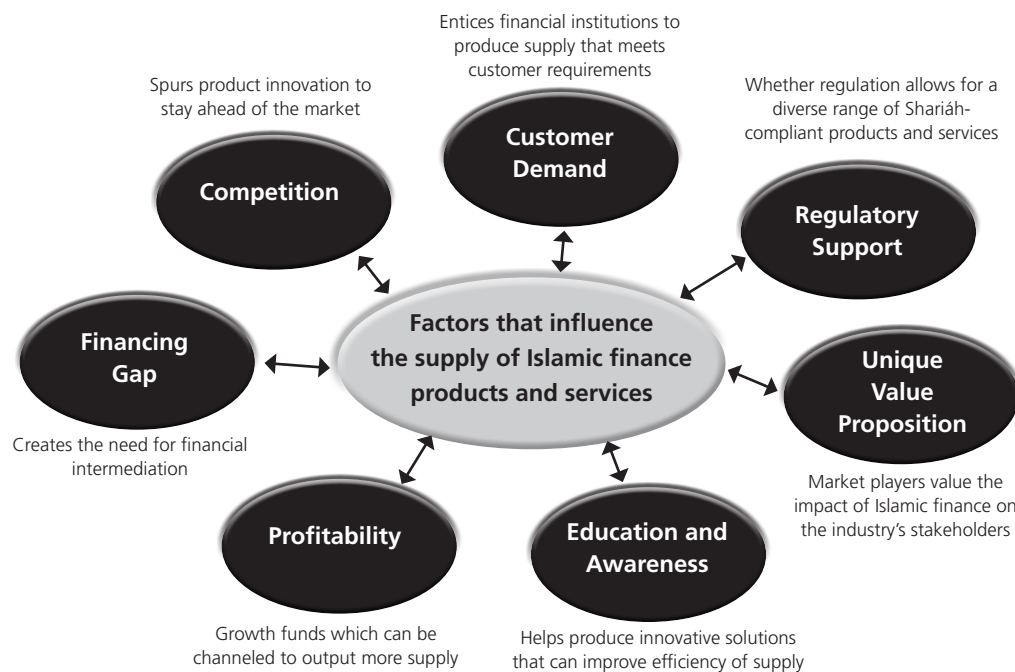 Entices financial institutions to
produce supply that meets
customer requirements
Customer
Demand
Spurs product innovation to
stay ahead of the market
Competition
Whether regulation allows for a
diverse range of Shariáh-
compliant products and services
Regulatory
Support
Factors that influence
the supply of Islamic finance
products and services
Financing
Gap
Creates the need for financial
intermediation
Unique
Value
Proposition
Market players value the
impact of Islamic finance on
the industry’s stakeholders
Profitability
Growth funds which can be
channeled to output more supply
Education and
Awareness
Helps produce innovative solutions
that can improve efficiency of supply